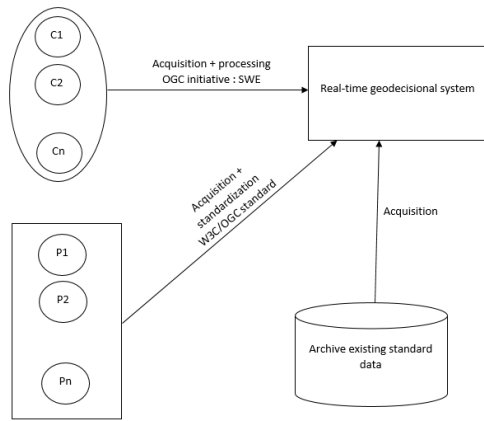 C1
C2
Cn
Acquisition + processing
OGC initiative : SWE
Real-time geodecisional system
Acquisition +
standardization
W3C/OGC standard
Acquisition
P1
P2
Pn
Archive existing standard
data